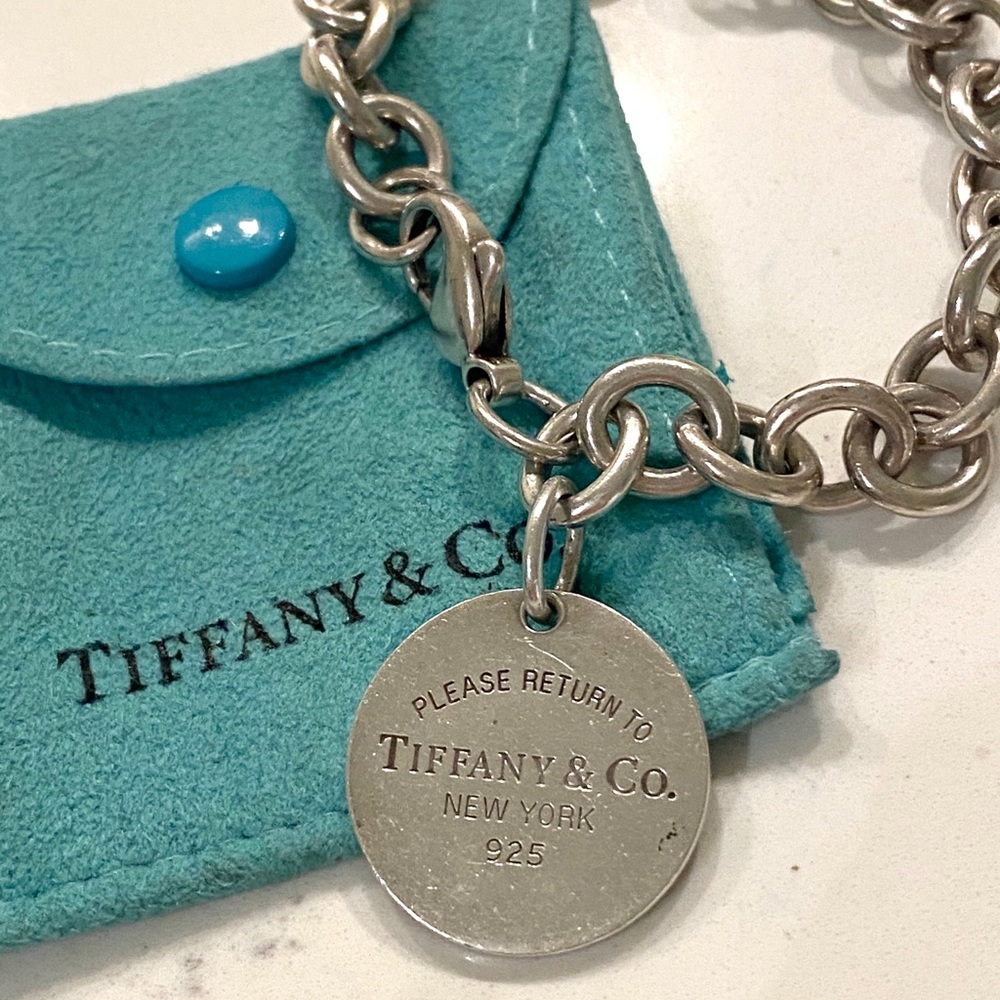 TIFFANY & CO.
PLEASE RETURN TO
TIFFANY & CO.
NEW YORK
925